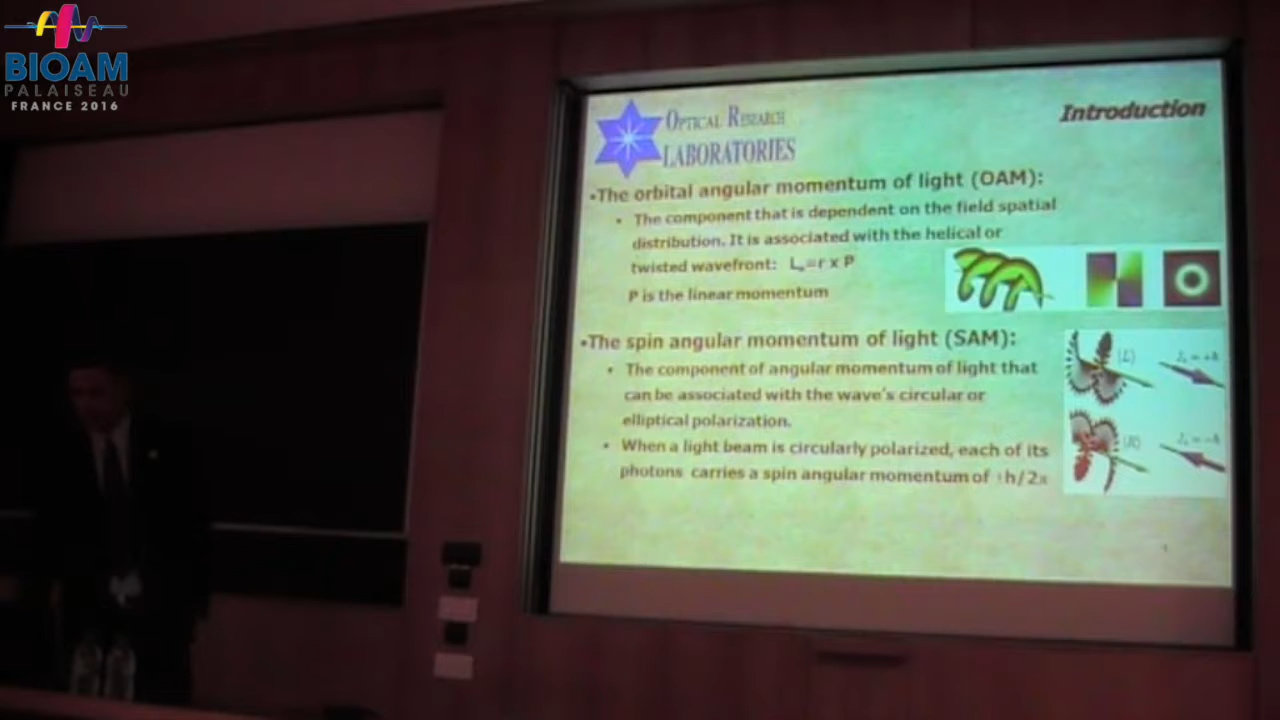 BIOAM
PALAISEAU
FRANCE 2016
OPTICAL RESEARCH
LABORATORIES
Introduction
•The orbital angular momentum of light (OAM):
• The component that is dependent on the field spatial
distribution. It is associated with the helical or
twisted wavefront: L = r x P
P is the linear momentum
•The spin angular momentum of light (SAM):
• The component of angular momentum of light that
can be associated with the wave's circular or
elliptical polarization.
• When a light beam is circularly polarized, each of its
photons carries a spin angular momentum of h/2π
(L)
(R)